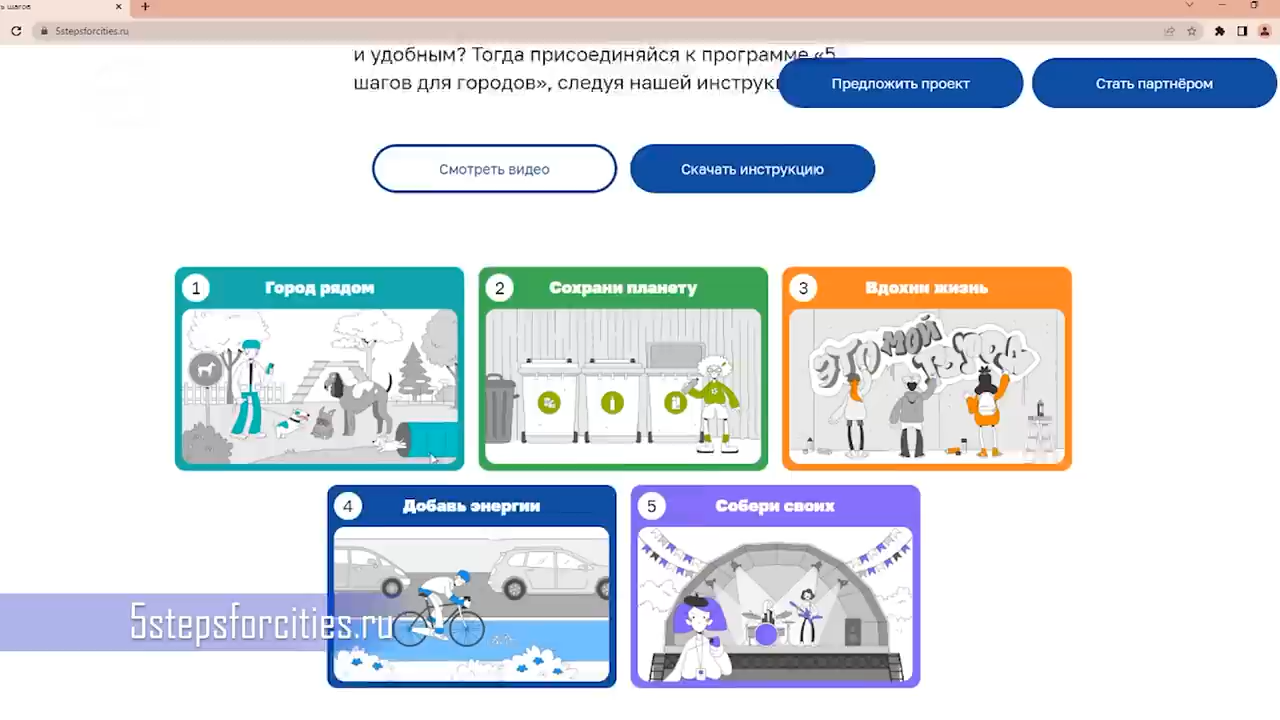 ь шагов
5stepsforcities.ru
и удобным? Тогда присоединяйся к программе «5
шагов для городов», следуя нашей инструк
Предложить проект
Стать партнёром
Смотреть видео
Скачать инструкцию
1 Город рядом
2 Сохрани планету
3 Вдохни жизнь
ЭТО МОЙ ГОРОД
4 Добавь энергии
5 Собери своих
5stepsforcities.ru